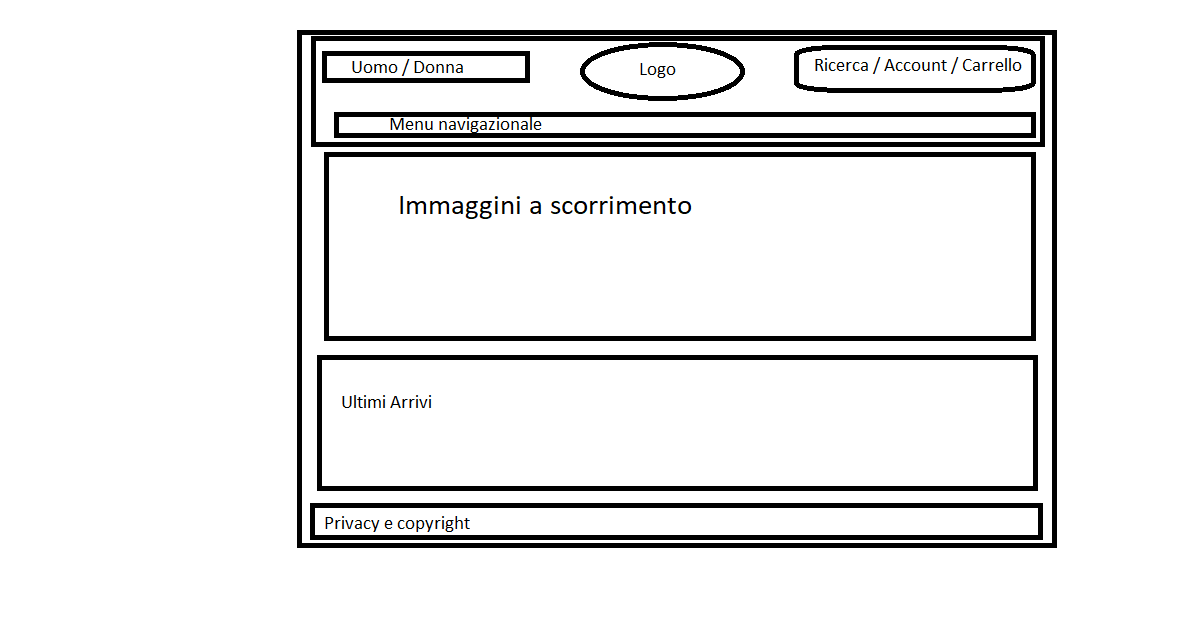 Uomo / Donna
Logo
Ricerca / Account / Carrello
Menu navigazionale
Immaggini a scorrimento
Ultimi Arrivi
Privacy e copyright